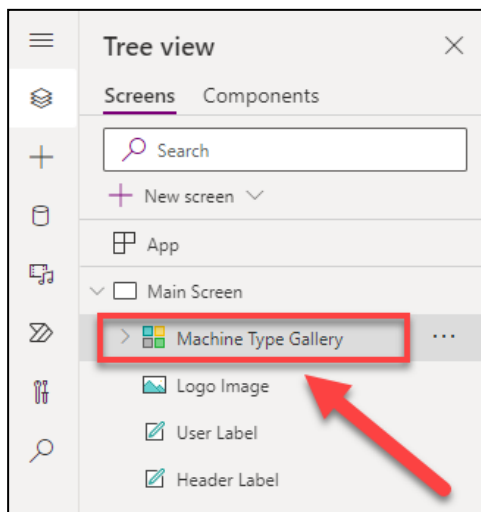 Tree view
Screens Components
Search
New screen
App
Main Screen
Machine Type Gallery
Logo Image
User Label
Header Label